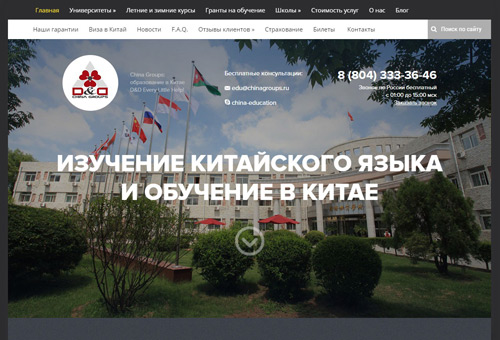 Главная Университеты » Летние и зимние курсы Гранты на обучение Школы » Стоимость услуг О нас Блог
Наши гарантии Виза в Китай Новости F.A.Q. Отзывы клиентов » Страхование Билеты Контакты Поиск по сайту
D&D
CHINA GROUPS
China Groups
образование в Китае
D&D Every Little Help!
Бесплатные консультации:
edu@chinagroups.ru
china-education
8 (804) 333-36-46
Звонок по России бесплатный
с 01:00 до 15:00 мск
Заказать звонок
ИЗУЧЕНИЕ КИТАЙСКОГО ЯЗЫКА
И ОБУЧЕНИЕ В КИТАЕ